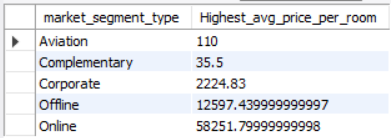 market_segment_type Highest_avg_price_per_room
Aviation 110
Complementary 35.5
Corporate 2224.83
Offline 12597.439999999997
Online 58251.79999999998